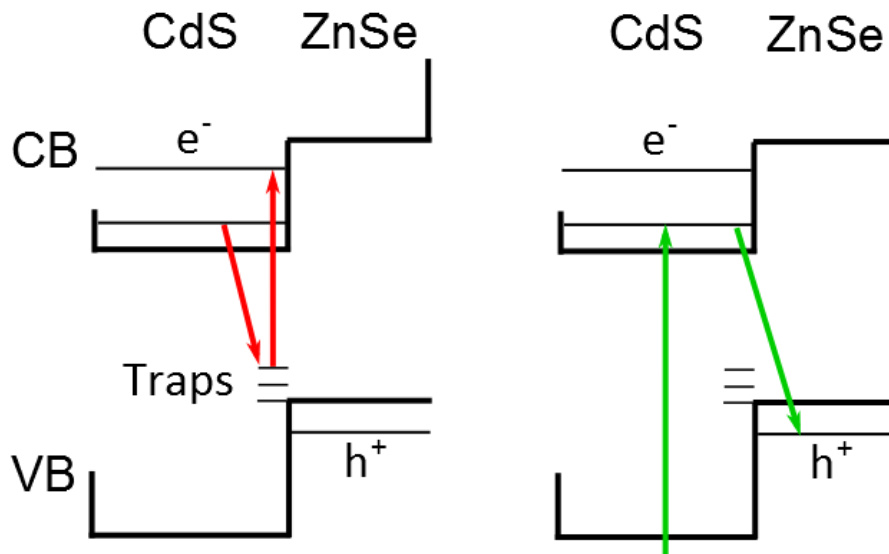 CdS ZnSe
CB
e⁻
Traps
h⁺
VB
CdS ZnSe
e⁻
h⁺